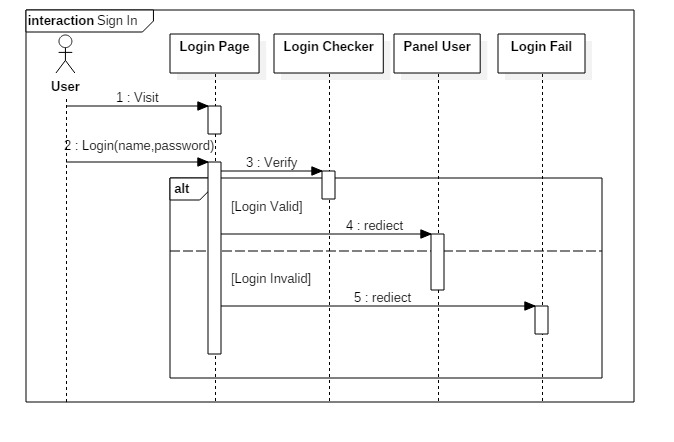 interaction Sign In
User
Login Page
Login Checker
Panel User
Login Fail
1 : Visit
2 : Login(name,password)
3 : Verify
alt
[Login Valid]
4 : rediect
[Login Invalid]
5 : rediect